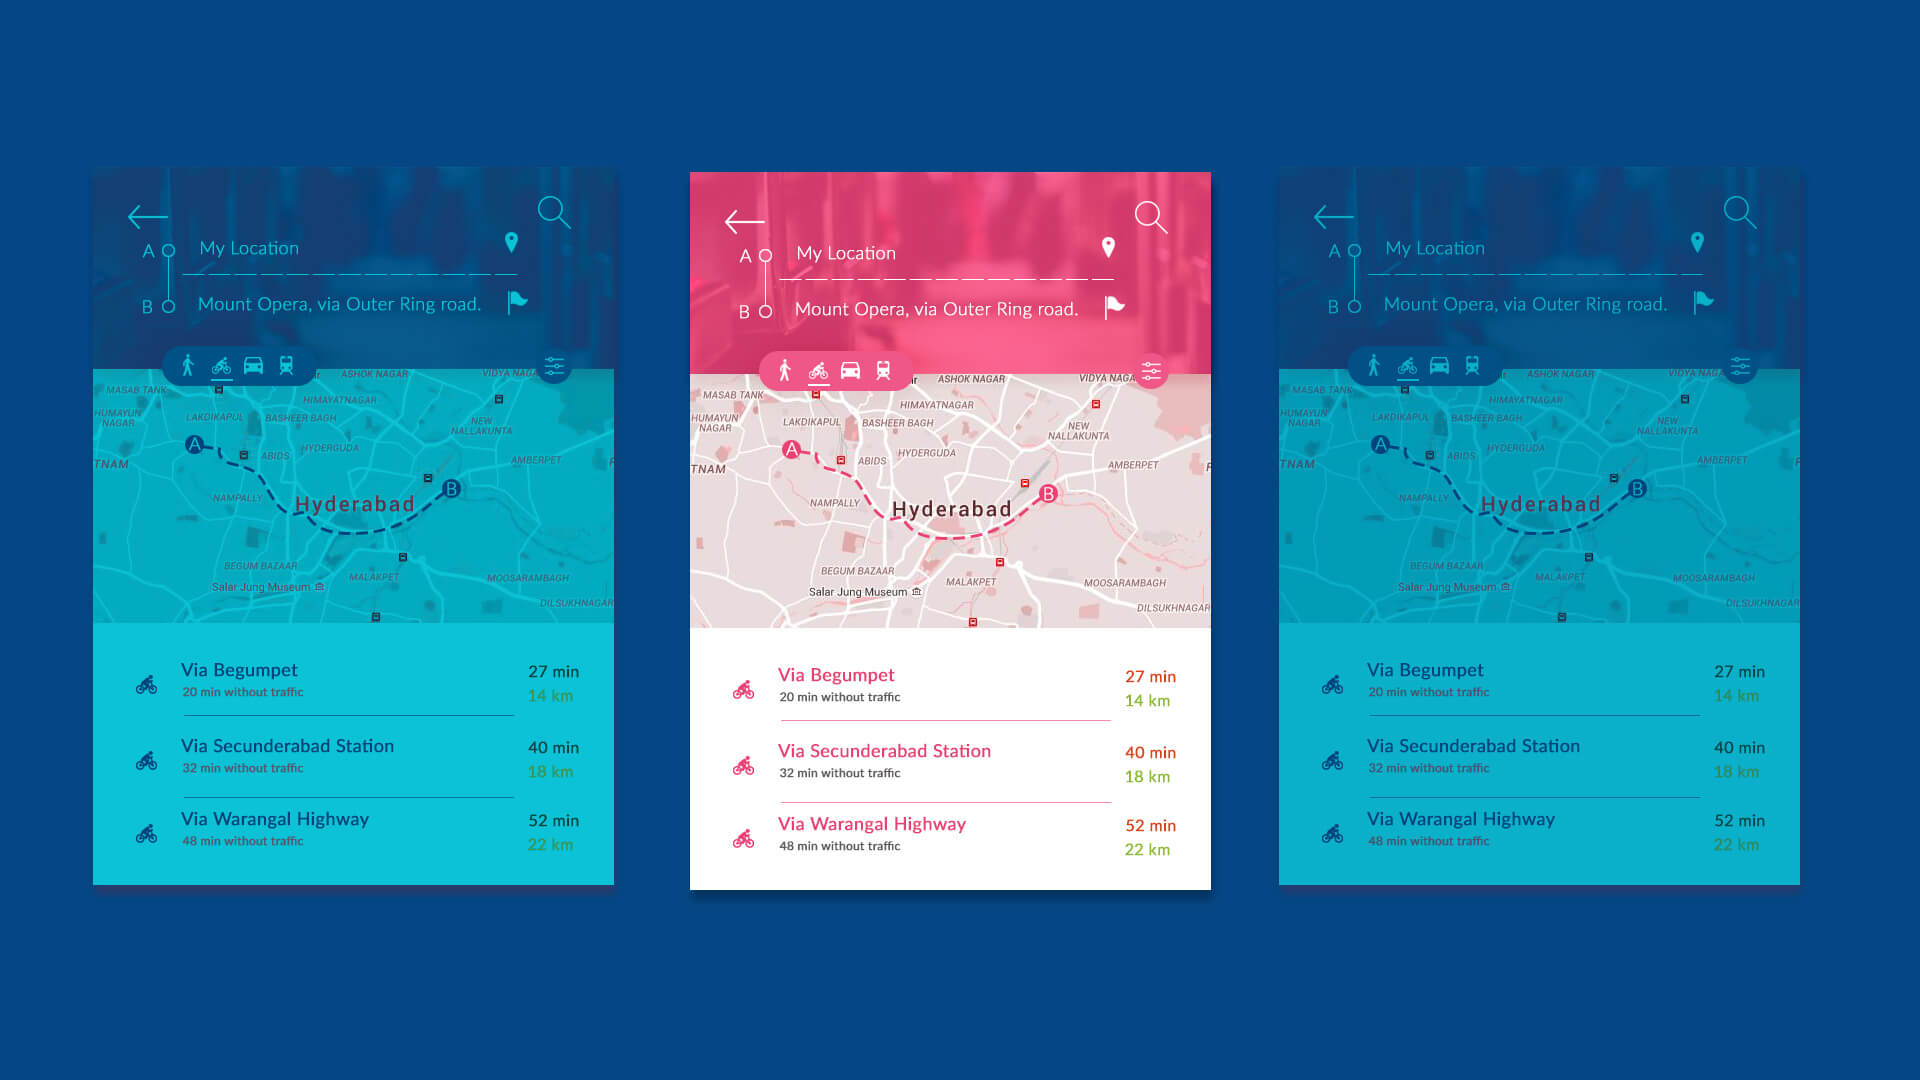 A
My Location
B
Mount Opera, via Outer Ring road.
ASHOK NAGAR
MASAB TANK
HIMAYATNAGAR
HUMAYUN
NAGAR
LAKDIKAPUL
BASHEER BAGH
NEW
NALLAKUNTA
A
HYDERGUDA
TNAM
ABIDS
AMBERPET
B
NAMPALLY
Hyderabad
BEGUM BAZAAR
MALAKPET
MOOSARAMBAGH
Salar Jung Museum
DILSUKHNAGAR
Via Begumpet
27 min
20 min without traffic
14 km
Via Secunderabad Station
40 min
32 min without traffic
18 km
Via Warangal Highway
52 min
48 min without traffic
22 km
A
My Location
B
Mount Opera, via Outer Ring road.
ASHOK NAGAR
VIDYA NAGA
MASAB TANK
HIMAYATNAGAR
HUMAYUN
NAGAR
LAKDIKAPUL
BASHEER BAGH
NEW
NALLAKUNTA
A
HYDERGUDA
TNAM
ABIDS
AMBERPET
B
NAMPALLY
Hyderabad
BEGUM BAZAAR
MALAKPET
MOOSARAMBAGH
Salar Jung Museum
DILSUKHNAGAR
Via Begumpet
27 min
20 min without traffic
14 km
Via Secunderabad Station
40 min
32 min without traffic
18 km
Via Warangal Highway
52 min
48 min without traffic
22 km
A
My Location
B
Mount Opera, via Outer Ring road.
ASHOK NAGAR
MASAB TANK
HIMAYATNAGAR
HUMAYUN
NAGAR
LAKDIKAPUL
BASHEER BAGH
NEW
NALLAKUNTA
A
HYDERGUDA
TNAM
ABIDS
AMBERPET
B
NAMPALLY
Hyderabad
BEGUM BAZAAR
MALAKPET
MOOSARAMBAGH
Salar Jung Museum
DILSUKHNAGAR
Via Begumpet
27 min
20 min without traffic
14 km
Via Secunderabad Station
40 min
32 min without traffic
18 km
Via Warangal Highway
52 min
48 min without traffic
22 km